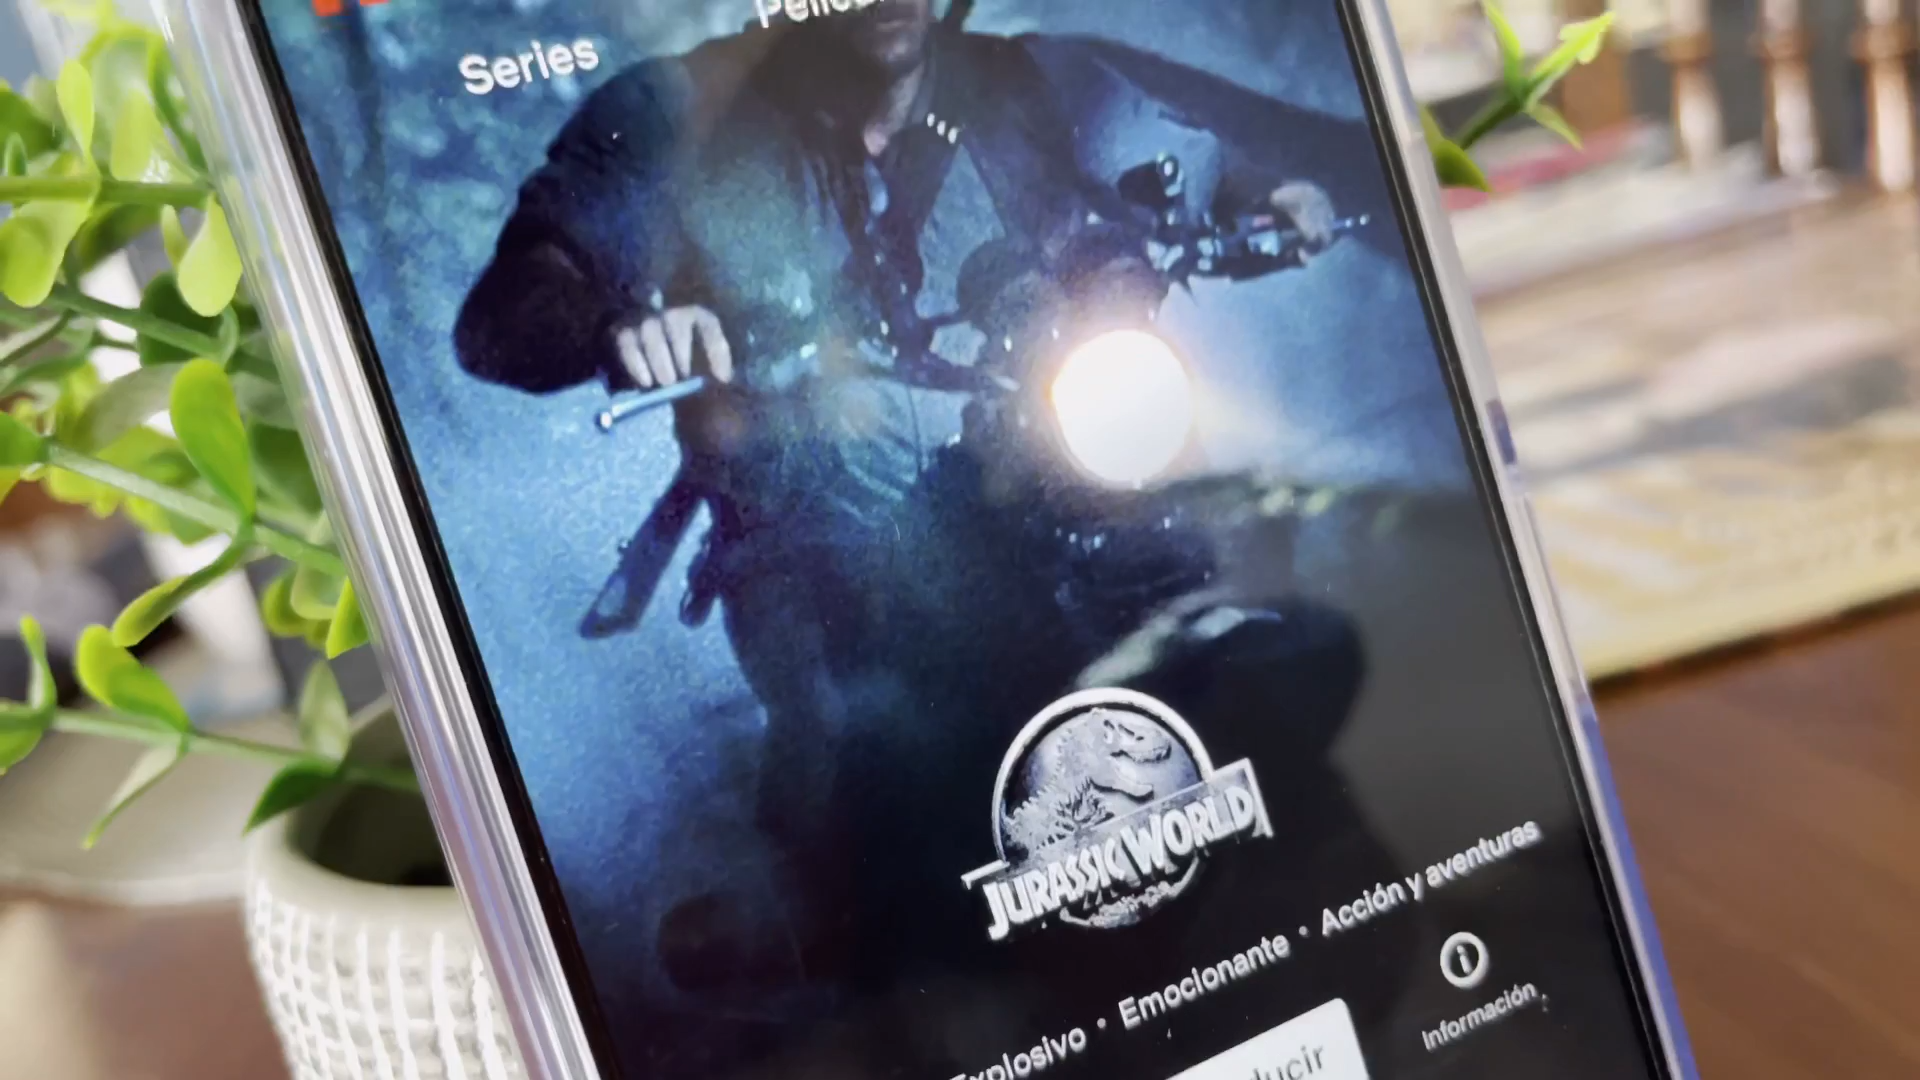 Series
JURASSIC WORLD
Explosivo • Emocionante • Acción y aventuras
Información